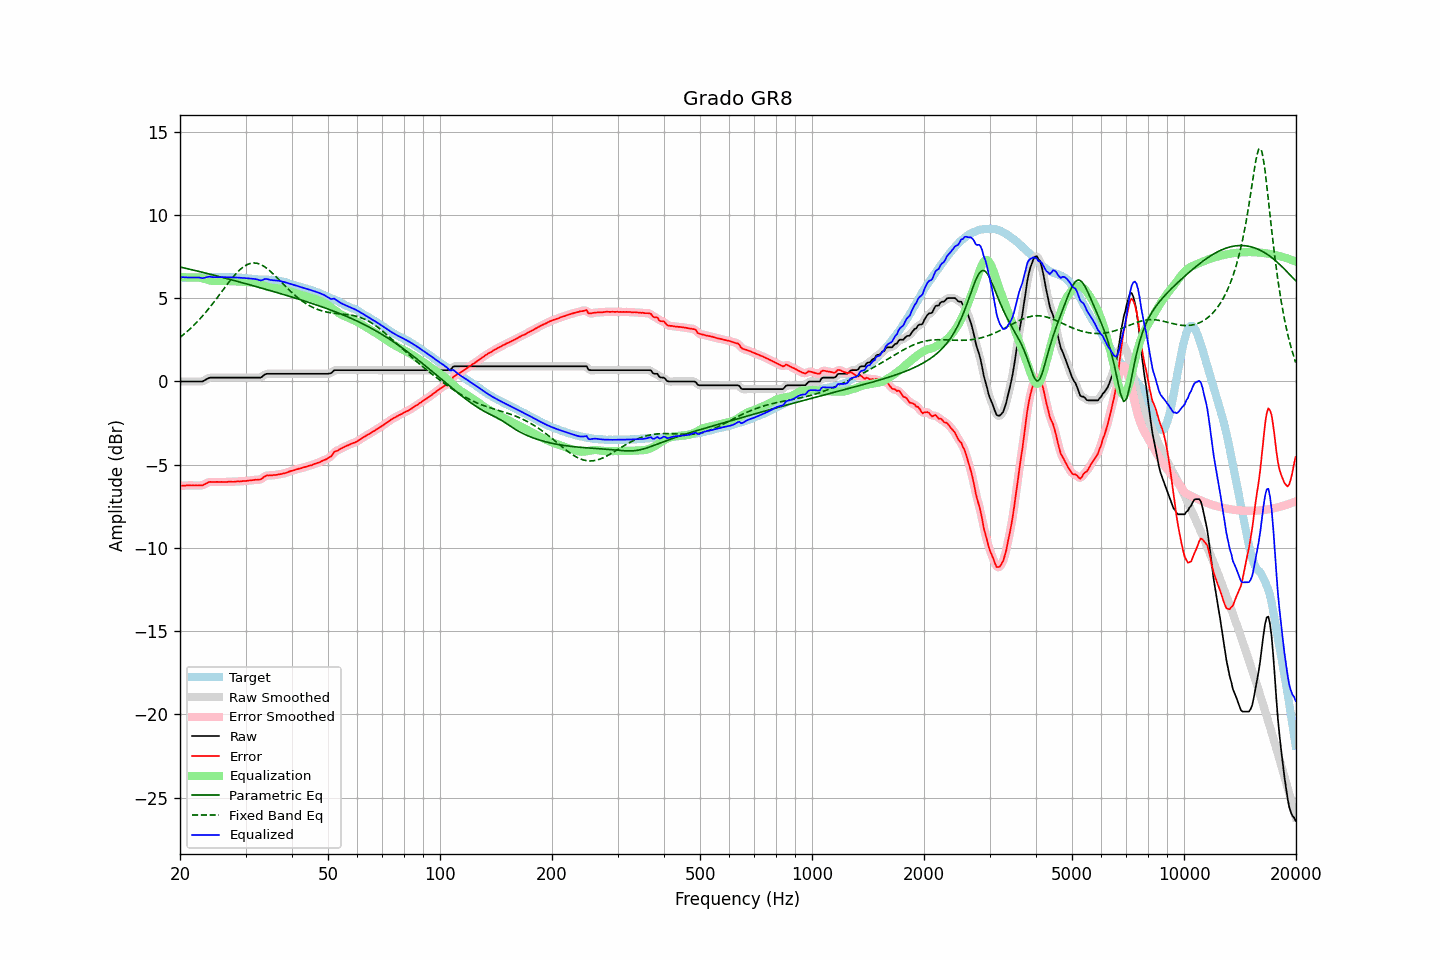 Grado GR8
15
10
5
0
−5
−10
−15
−20
−25
Amplitude (dBr)
Target
Raw Smoothed
Error Smoothed
Raw
Error
Equalization
Parametric Eq
Fixed Band Eq
Equalized
20
50
100
200
500
1000
2000
5000
10000
20000
Frequency (Hz)